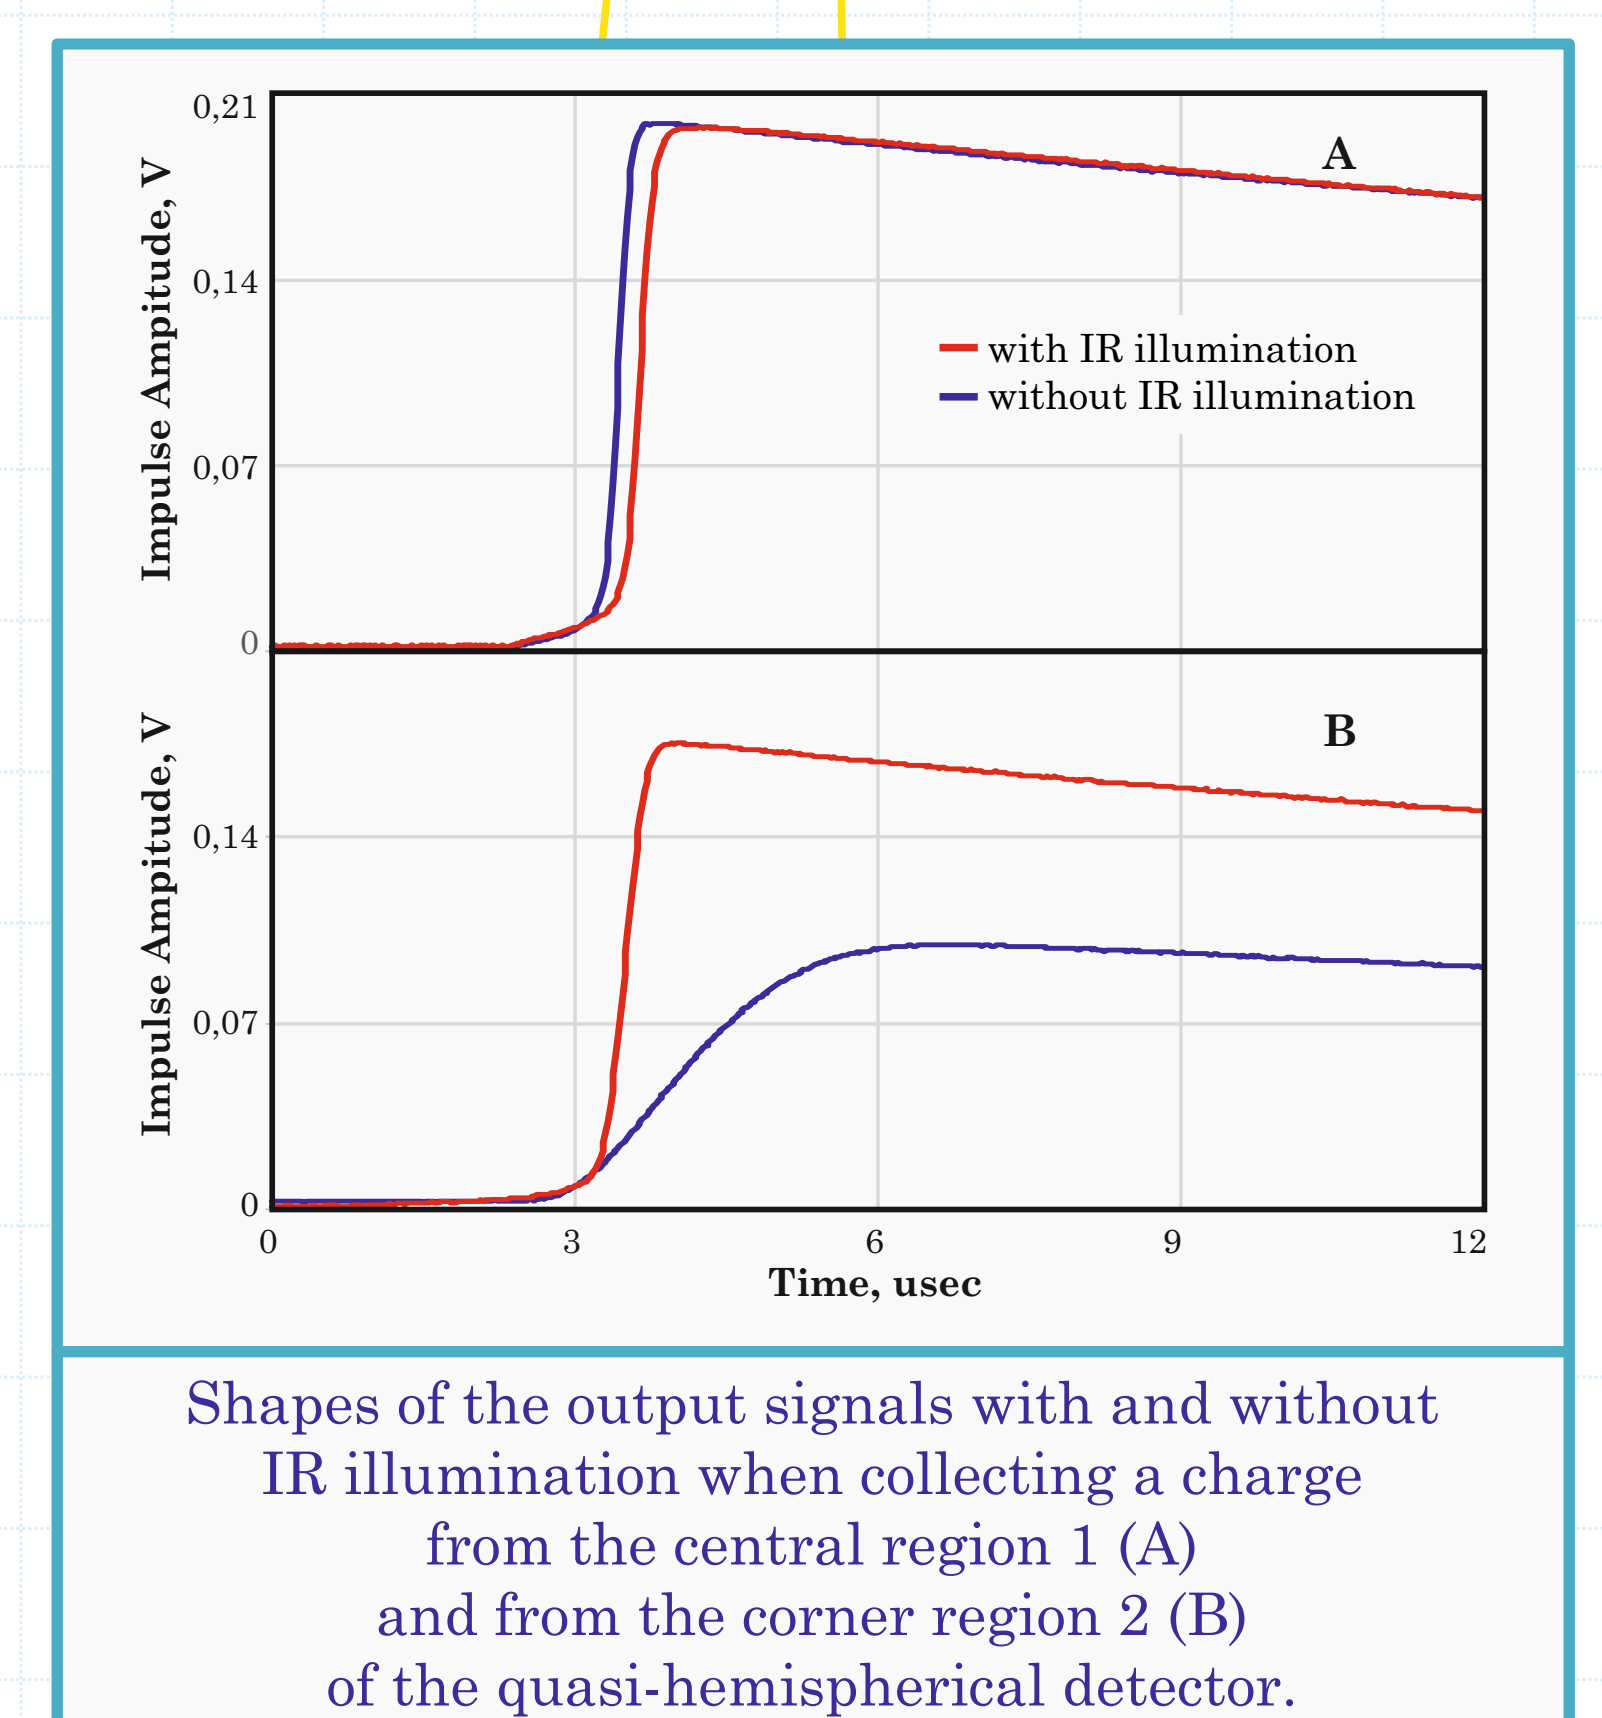 0,21
0,14
0,07
0
Impulse Ampitude, V
A
with IR illumination
without IR illumination
B
0,14
0,07
0
Impulse Ampitude, V
0 3 6 9 12
Time, usec
Shapes of the output signals with and without
IR illumination when collecting a charge
from the central region 1 (A)
and from the corner region 2 (B)
of the quasi-hemispherical detector.